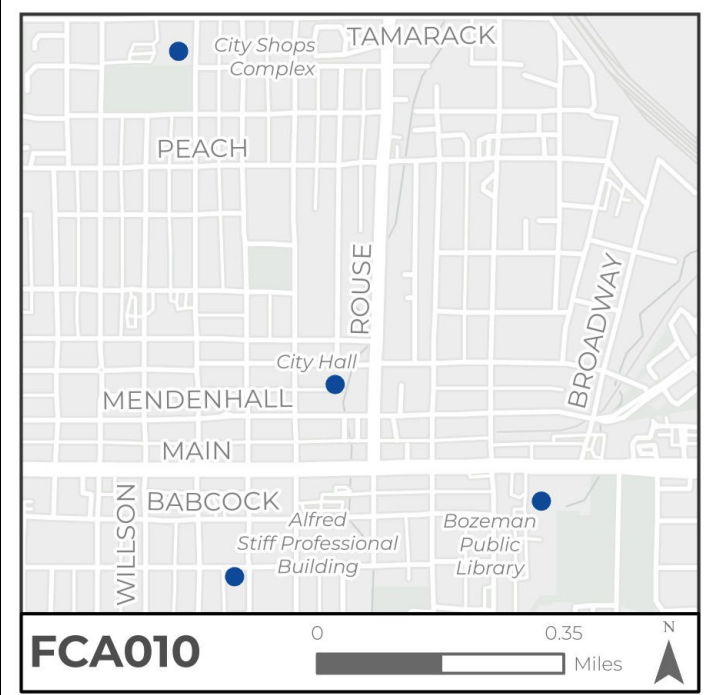 TAMARACK
City Shops
Complex
PEACH
ROUSE
BROADWAY
City Hall
MENDENHALL
MAIN
BABCOCK
WILLSON
Alfred
Stiff Professional
Building
Bozeman
Public
Library
FCA010
0 0.35
Miles
N